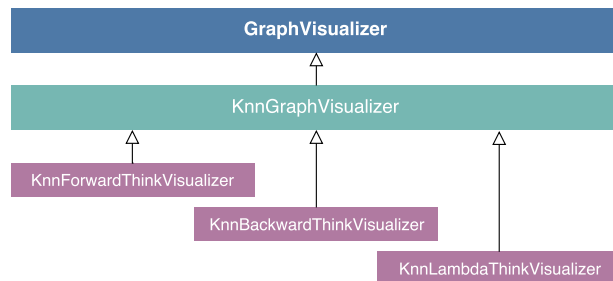 GraphVisualizer
KnnGraphVisualizer
KnnForwardThinkVisualizer
KnnBackwardThinkVisualizer
KnnLambdaThinkVisualizer